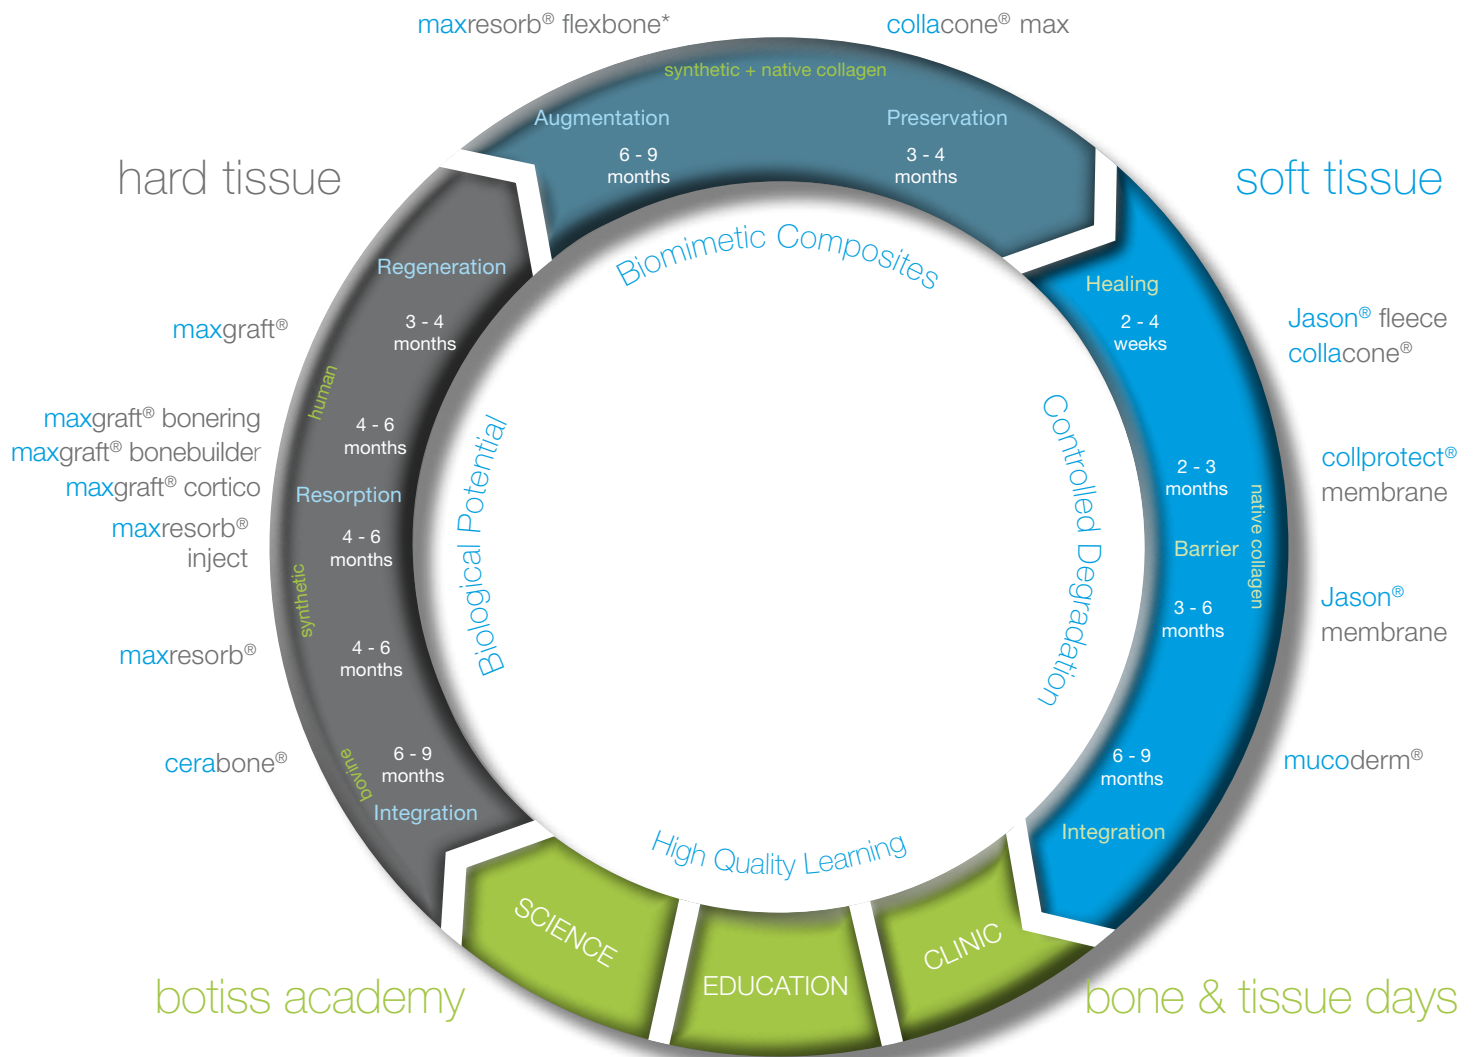 maxresorb® flexbone*
collacone® max
synthetic + native collagen
Augmentation
6 - 9
months
Preservation
3 - 4
months
hard tissue
Regeneration
3 - 4
months
maxgraft®
human
maxgraft® bonering
maxgraft® bonebuilder
maxgraft® cortico
4 - 6
months
Resorption
maxresorb®
inject
4 - 6
months
synthetic
maxresorb®
4 - 6
months
cerabone®
bovine
6 - 9
months
Integration
soft tissue
Healing
2 - 4
weeks
Jason® fleece
collacone®
2 - 3
months
collprotect®
membrane
Barrier
native collagen
3 - 6
months
Jason®
membrane
6 - 9
months
mucoderm®
Integration
Biomimetic Composites
Biological Potential
Controlled Degradation
High Quality Learning
SCIENCE
EDUCATION
CLINIC
botiss academy
bone & tissue days